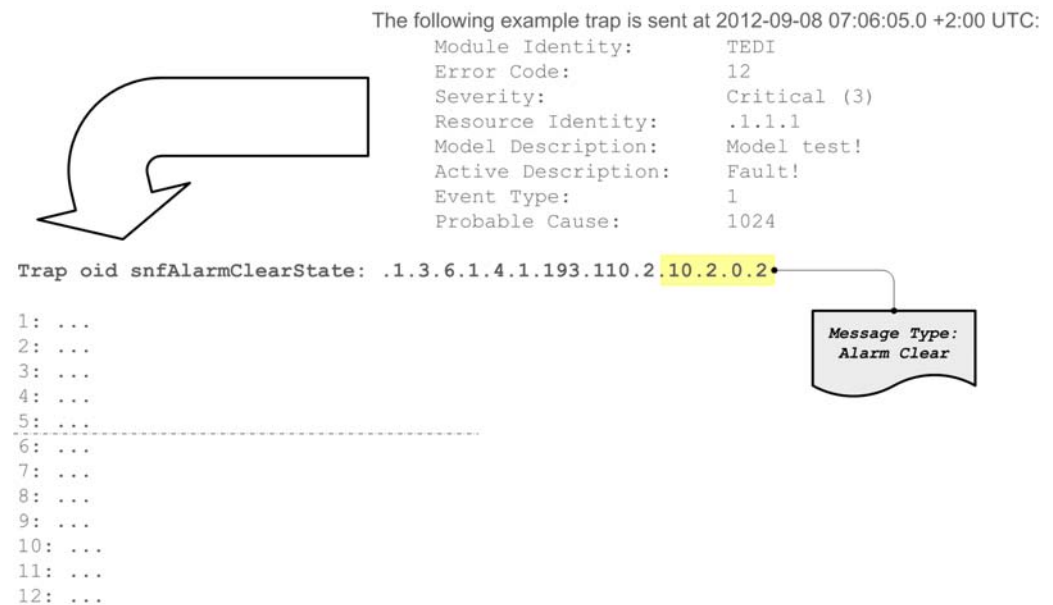 The following example trap is sent at 2012-09-08 07:06:05.0 +2:00 UTC:
Module Identity: TEDI
Error Code: 12
Severity: Critical (3)
Resource Identity: .1.1.1
Model Description: Model test!
Active Description: Fault!
Event Type: 1
Probable Cause: 1024
Trap oid snfAlarmClearState: .1.3.6.1.4.1.193.110.2.10.2.0.2
Message Type:
Alarm Clear
1: ...
2: ...
3: ...
4: ...
5: ...
6: ...
7: ...
8: ...
9: ...
10: ...
11: ...
12: ...